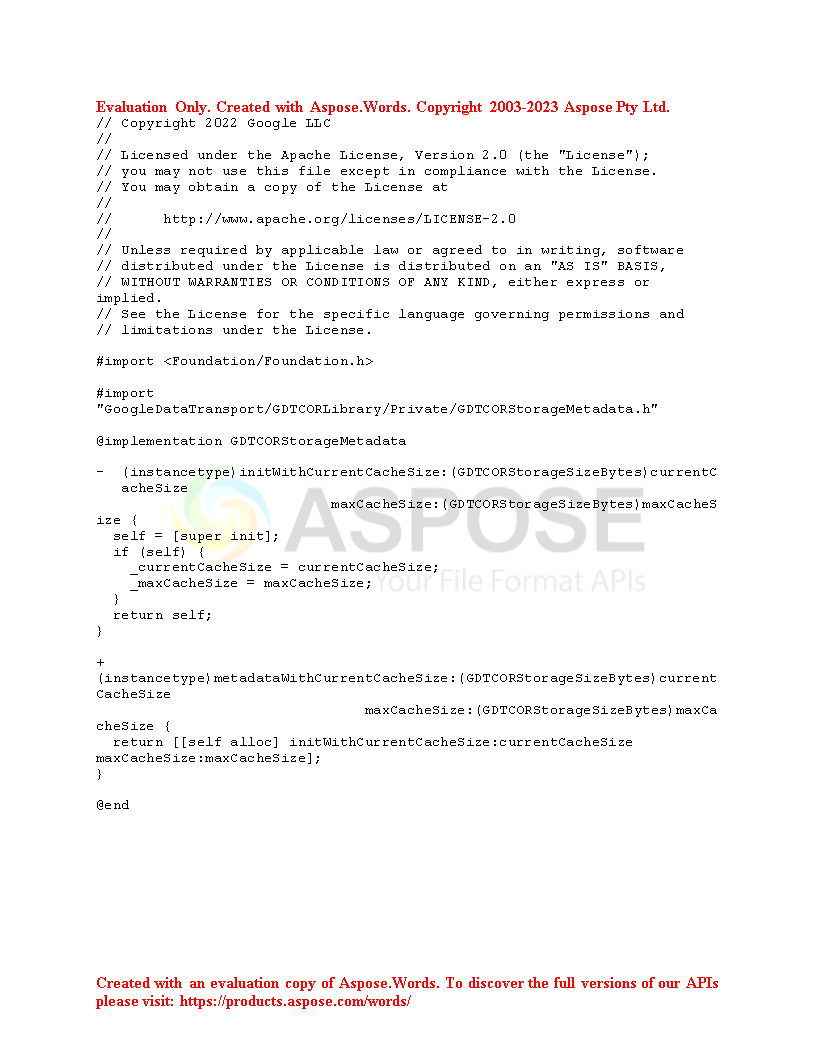 Evaluation Only. Created with Aspose.Words. Copyright 2003-2023 Aspose Pty Ltd.
// Copyright 2022 Google LLC
//
// Licensed under the Apache License, Version 2.0 (the "License");
// you may not use this file except in compliance with the License.
// You may obtain a copy of the License at
//
//      http://www.apache.org/licenses/LICENSE-2.0
//
// Unless required by applicable law or agreed to in writing, software
// distributed under the License is distributed on an "AS IS" BASIS,
// WITHOUT WARRANTIES OR CONDITIONS OF ANY KIND, either express or
implied.
// See the License for the specific language governing permissions and
// limitations under the License.

#import <Foundation/Foundation.h>

#import
"GoogleDataTransport/GDTCORLibrary/Private/GDTCORStorageMetadata.h"

@implementation GDTCORStorageMetadata

-  (instancetype)initWithCurrentCacheSize:(GDTCORStorageSizeBytes)currentC
   acheSize
                            maxCacheSize:(GDTCORStorageSizeBytes)maxCacheS
ize {
  self = [super init];
  if (self) {
    _currentCacheSize = currentCacheSize;
    _maxCacheSize = maxCacheSize;
  }
  return self;
}

+
(instancetype)metadataWithCurrentCacheSize:(GDTCORStorageSizeBytes)current
CacheSize
                                maxCacheSize:(GDTCORStorageSizeBytes)maxCa
cheSize {
  return [[self alloc] initWithCurrentCacheSize:currentCacheSize
maxCacheSize:maxCacheSize];
}

@end
ASPOSE
Your File Format APIs
Created with an evaluation copy of Aspose.Words. To discover the full versions of our APIs
please visit: https://products.aspose.com/words/